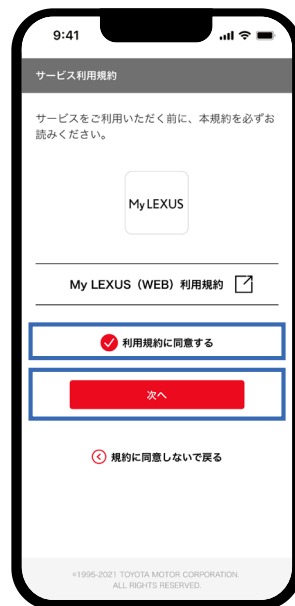 9:41
サービス利用規約
サービスをご利用いただく前に、本規約を必ずお
読みください。
My LEXUS
My LEXUS（WEB）利用規約
利用規約に同意する
次へ
規約に同意しないで戻る
©1995-2021 TOYOTA MOTOR CORPORATION.
ALL RIGHTS RESERVED.